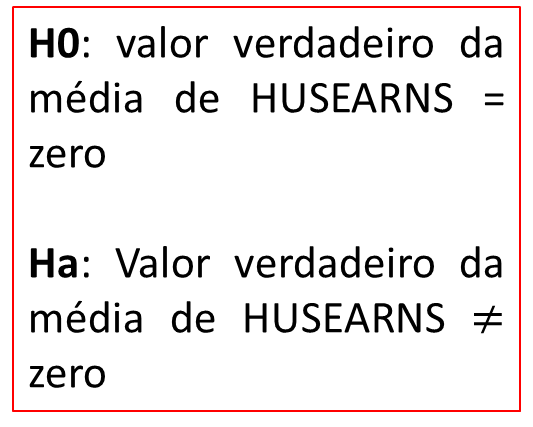 H0: valor verdadeiro da
média de HUSEARNS =
zero
Ha: Valor verdadeiro da
média de HUSEARNS ≠
zero